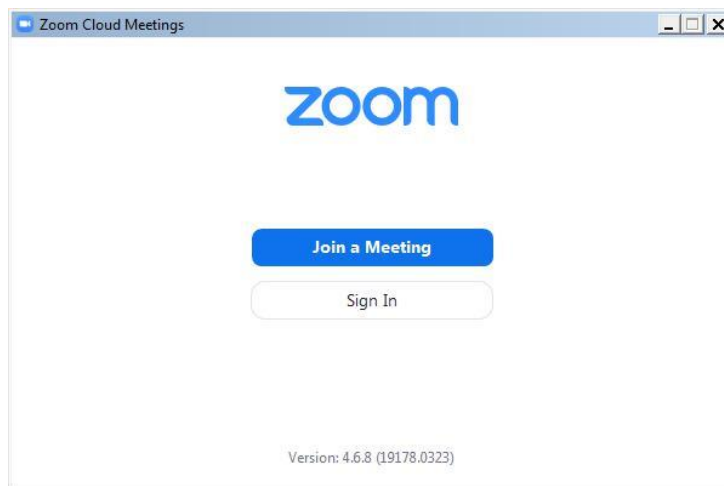 Zoom Cloud Meetings
zoom
Join a Meeting
Sign In
Version: 4.6.8 (19178.0323)